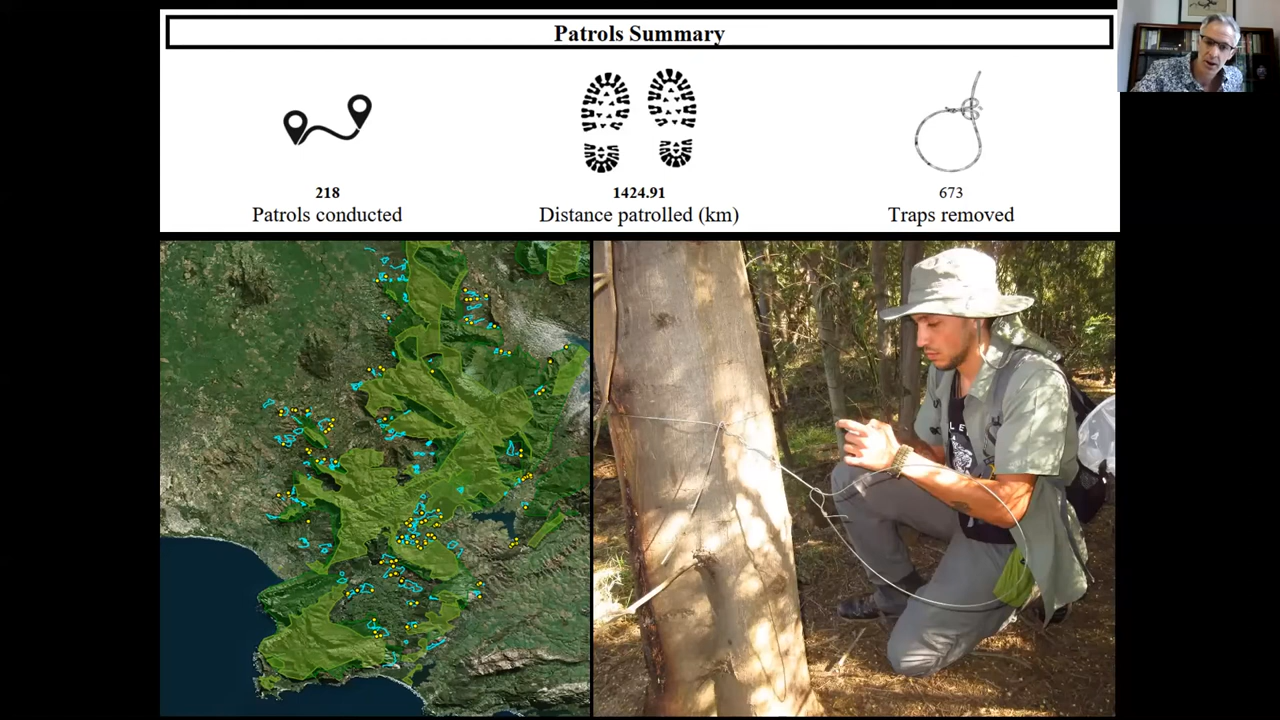 Patrols Summary
218
Patrols conducted
1424.91
Distance patrolled (km)
673
Traps removed